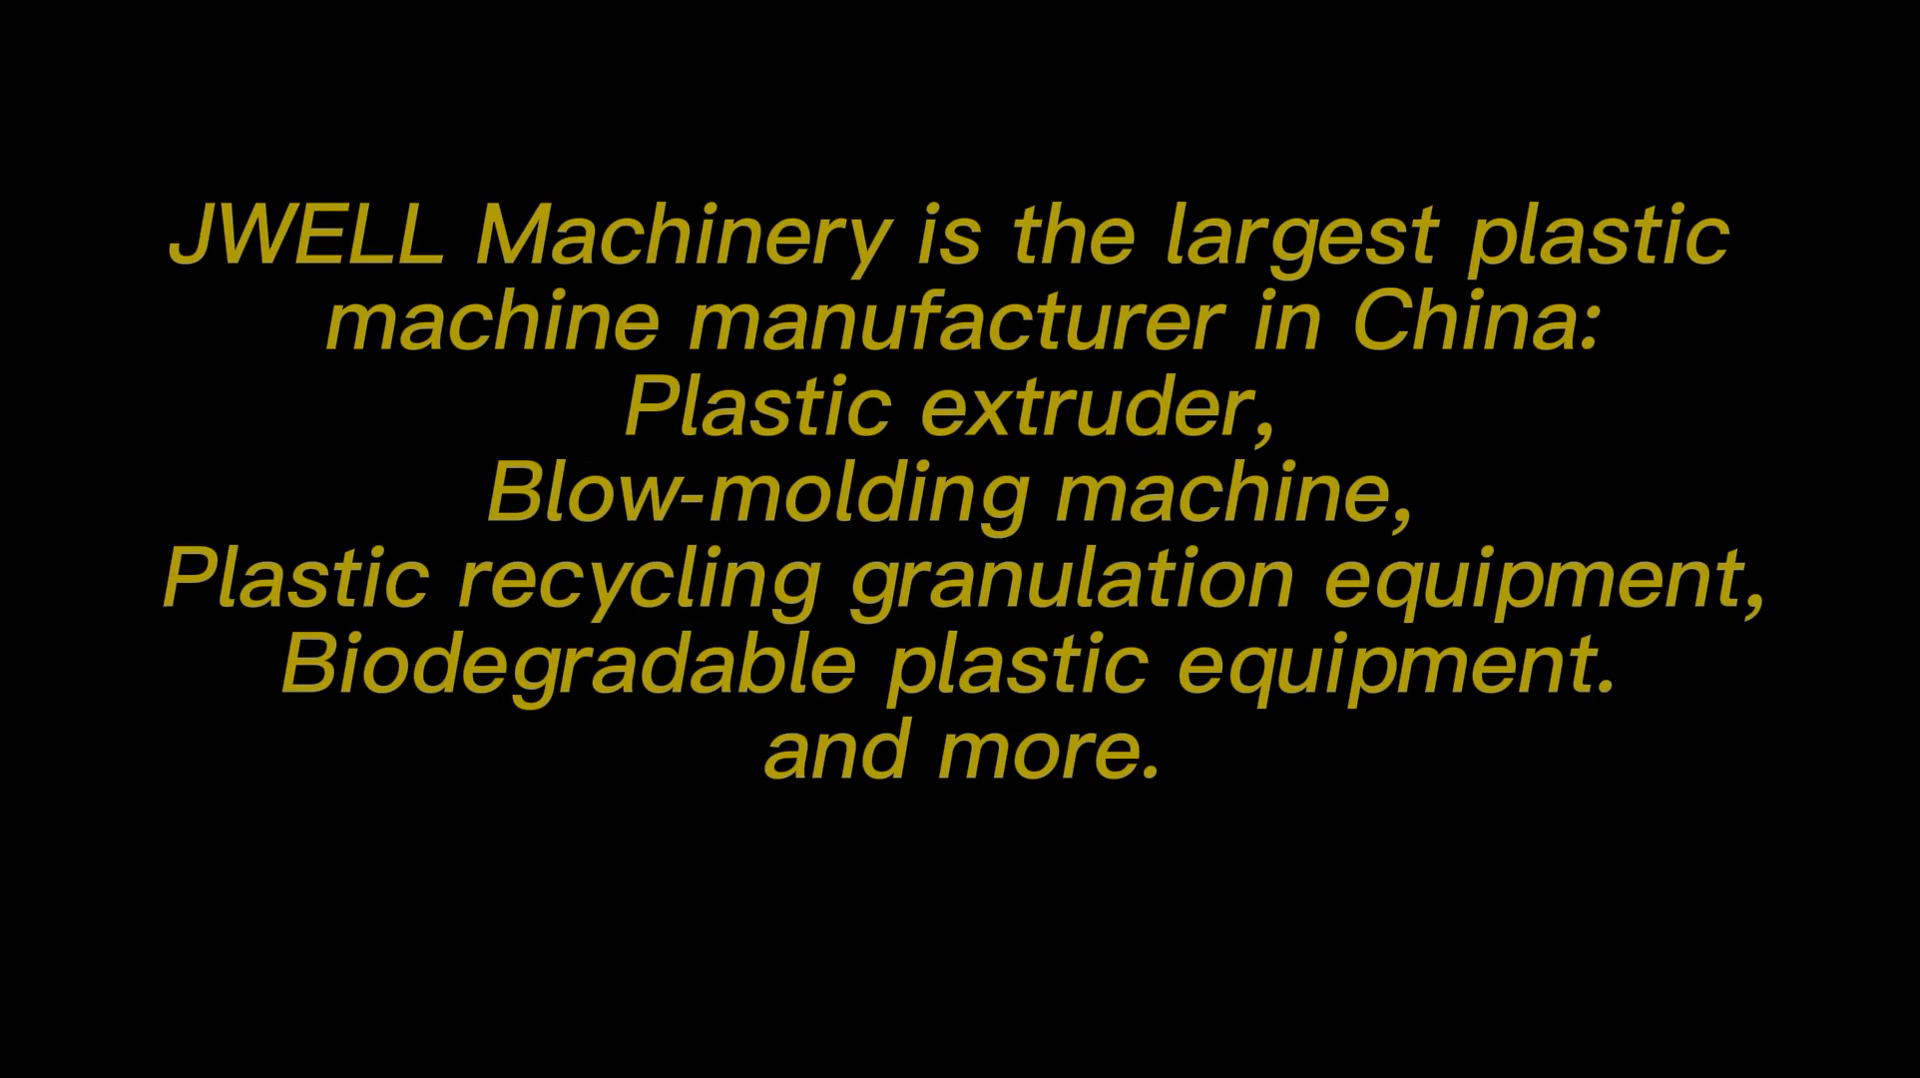 JWELL Machinery is the largest plastic
machine manufacturer in China:
Plastic extruder,
Blow-molding machine,
Plastic recycling granulation equipment,
Biodegradable plastic equipment.
and more.